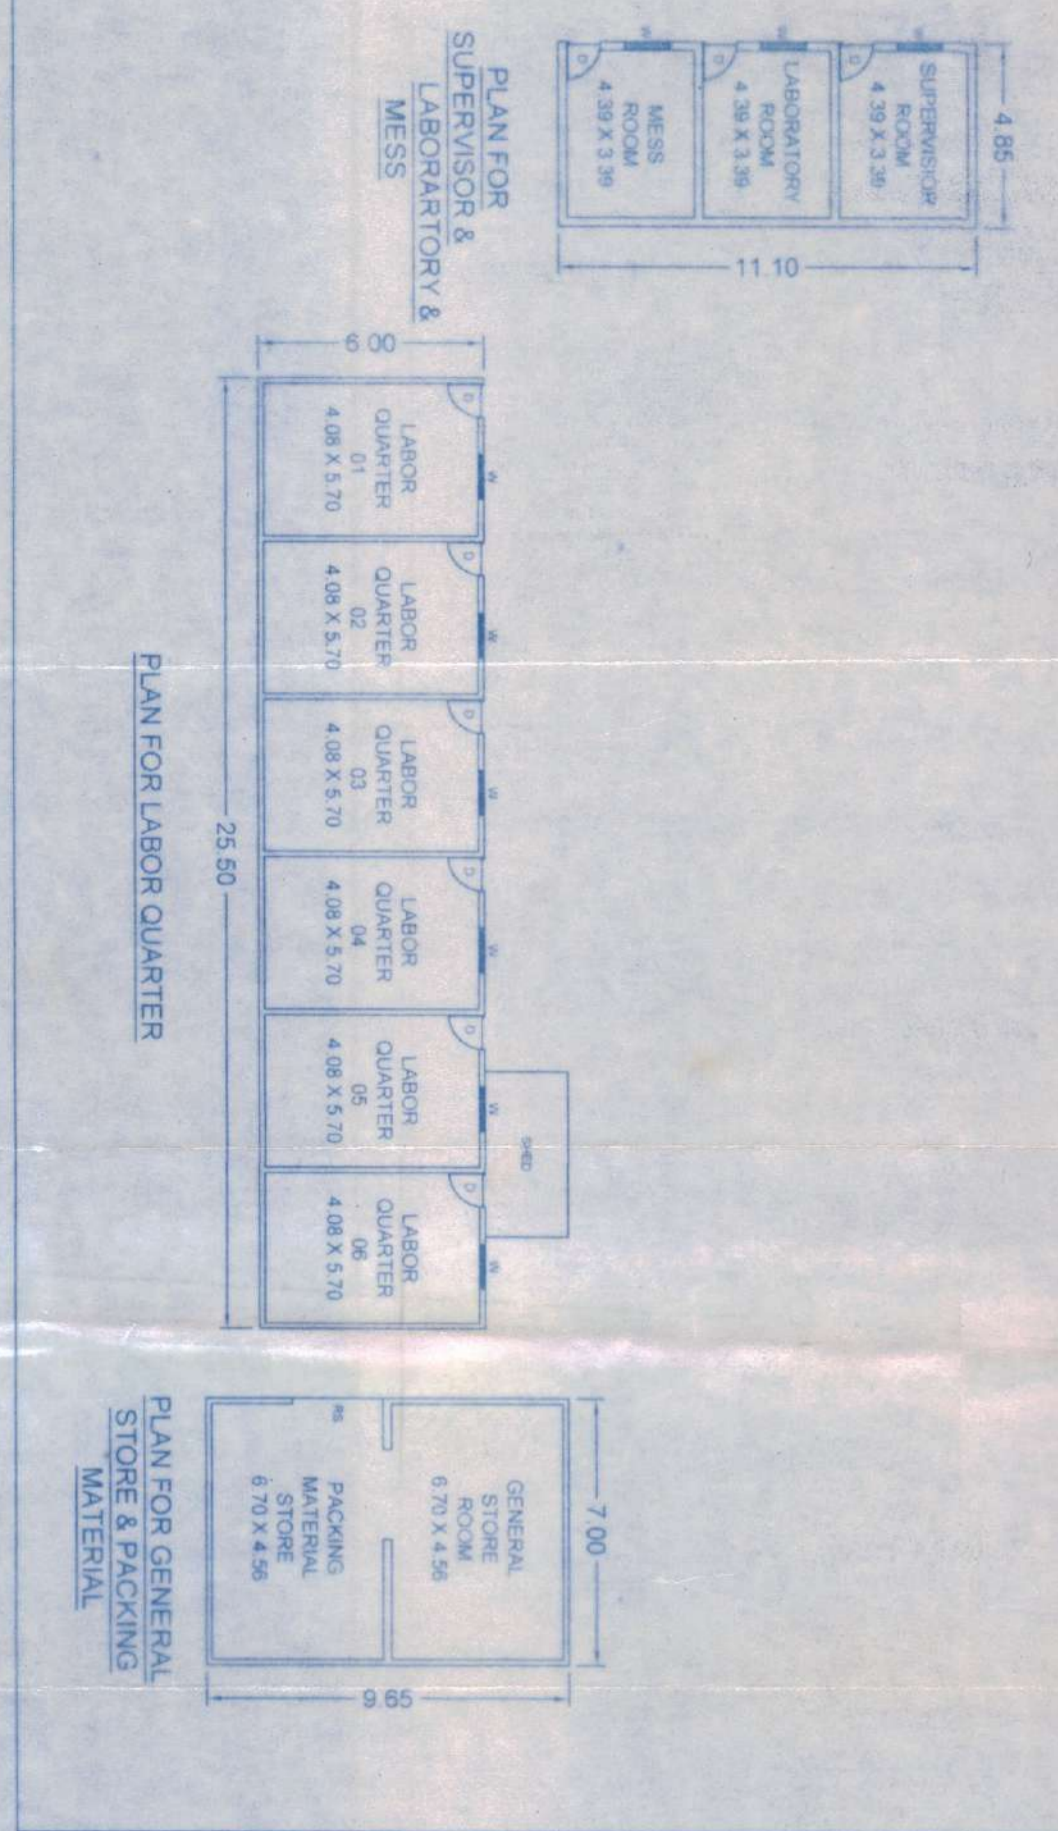 4.85
W
W
W
SUPERVISIOR
ROOM
4.39 X 3.39
D
LABORATORY
ROOM
4.39 X 3.39
D
MESS
ROOM
4.39 X 3.39
D
11.10
PLAN FOR
SUPERVISOR &
LABORARTORY &
MESS
6.00
D
W
LABOR
QUARTER
01
4.08 X 5.70
D
W
LABOR
QUARTER
02
4.08 X 5.70
D
W
LABOR
QUARTER
03
4.08 X 5.70
D
W
LABOR
QUARTER
04
4.08 X 5.70
D
W
LABOR
QUARTER
05
4.08 X 5.70
D
W
LABOR
QUARTER
06
4.08 X 5.70
SHED
25.50
PLAN FOR LABOR QUARTER
7.00
GENERAL
STORE
ROOM
6.70 X 4.56
RS
PACKING
MATERIAL
STORE
6.70 X 4.56
9.65
PLAN FOR GENERAL
STORE & PACKING
MATERIAL